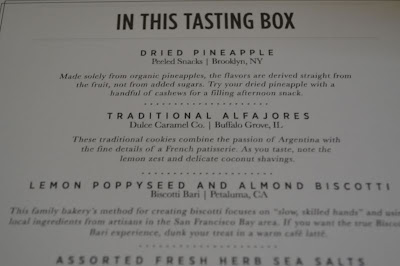 IN THIS TASTING BOX
DRIED PINEAPPLE
Peeled Snacks | Brooklyn, NY
Made solely from organic pineapples, the flavors are derived straight from
the fruit, not from added sugars. Try your dried pineapple with a
handful of cashews for a filling afternoon snack.
TRADITIONAL ALFAJORES
Dulce Caramel Co. | Buffalo Grove, IL
These traditional cookies combine the passion of Argentina with
the fine details of a French patisserie. As you taste, note the
lemon zest and delicate coconut shavings.
LEMON POPPYSEED AND ALMOND BISCOTTI
Biscotti Bari | Petaluma, CA
This family bakery's method for creating biscotti focuses on "slow, skilled hands" and usin
local ingredients from artisans in the San Francisco Bay area. If you want the true Biscott
Bari experience, dunk your treat in a warm café latté.
ASSORTED FRESH HERB SEA SALTS